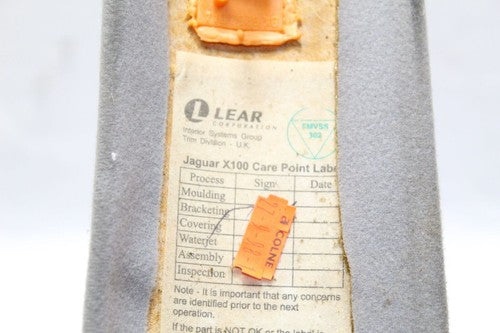 LEAR
CORPORATION
Interior Systems Group
Trim Division - U.K
FMVSS
302
Jaguar X100 Care Point Labe
Process Sign Date
Moulding
Bracketing
Covering
Waterjet
Assembly
Inspection
COLNE
Note - It is important that any concerns
are identified prior to the next
operation.
If the part is NOT OK or the label is